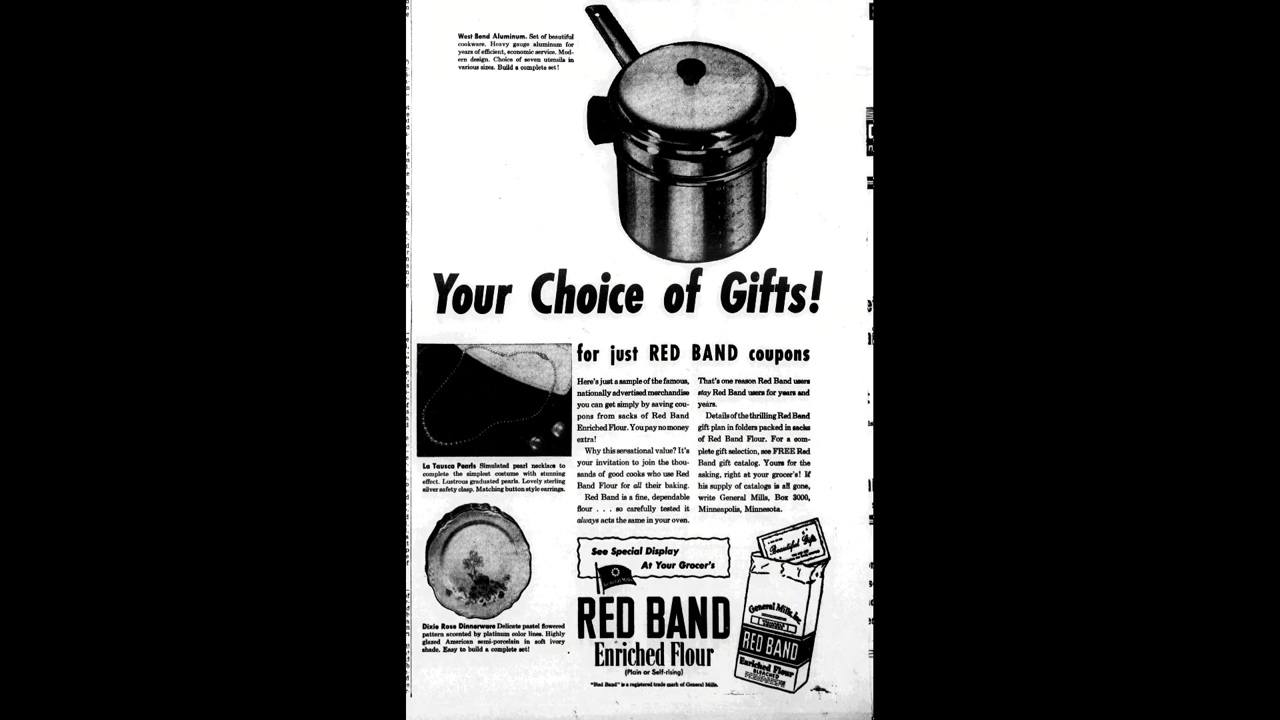 West Bend Aluminum. Set of beautiful
cookware. Heavy gauge aluminum for
years of efficient, economic service. Mod-
ern design. Choice of seven utensils in
various sizes. Build a complete set!
Your Choice of Gifts!
for just RED BAND coupons
Here's just a sample of the famous,
nationally advertised merchandise
you can get simply by saving cou-
pons from sacks of Red Band
Enriched Flour. You pay no money
extra!
Why this sensational value? It's
your invitation to join the thou-
sands of good cooks who use Red
Band Flour for all their baking.
Red Band is a fine, dependable
flour . . . so carefully tested it
always acts the same in your oven.
That's one reason Red Band users
stay Red Band users for years and
years.
Details of the thrilling Red Band
gift plan in folders packed in sacks
of Red Band Flour. For a com-
plete gift selection, see FREE Red
Band gift catalog. Yours for the
asking, right at your grocer's! If
his supply of catalogs is all gone,
write General Mills, Box 3000,
Minneapolis, Minnesota.
La Tausca Pearls Simulated pearl necklace to
complete the simplest costume with stunning
effect. Lustrous graduated pearls. Lovely sterling
silver safety clasp. Matching button style earrings.
Dixie Rose Dinnerware Delicate pastel flowered
pattern accented by platinum color lines. Highly
glazed American semi-porcelain in soft ivory
shade. Easy to build a complete set!
See Special Display
At Your Grocer's
General Mills
RED BAND
Enriched Flour
(Plain or Self-rising)
"Red Band" is a registered trade mark of General Mills.
Beautiful Gifts
General Mills, Inc.
RED BAND
Enriched Flour
BLEACHED